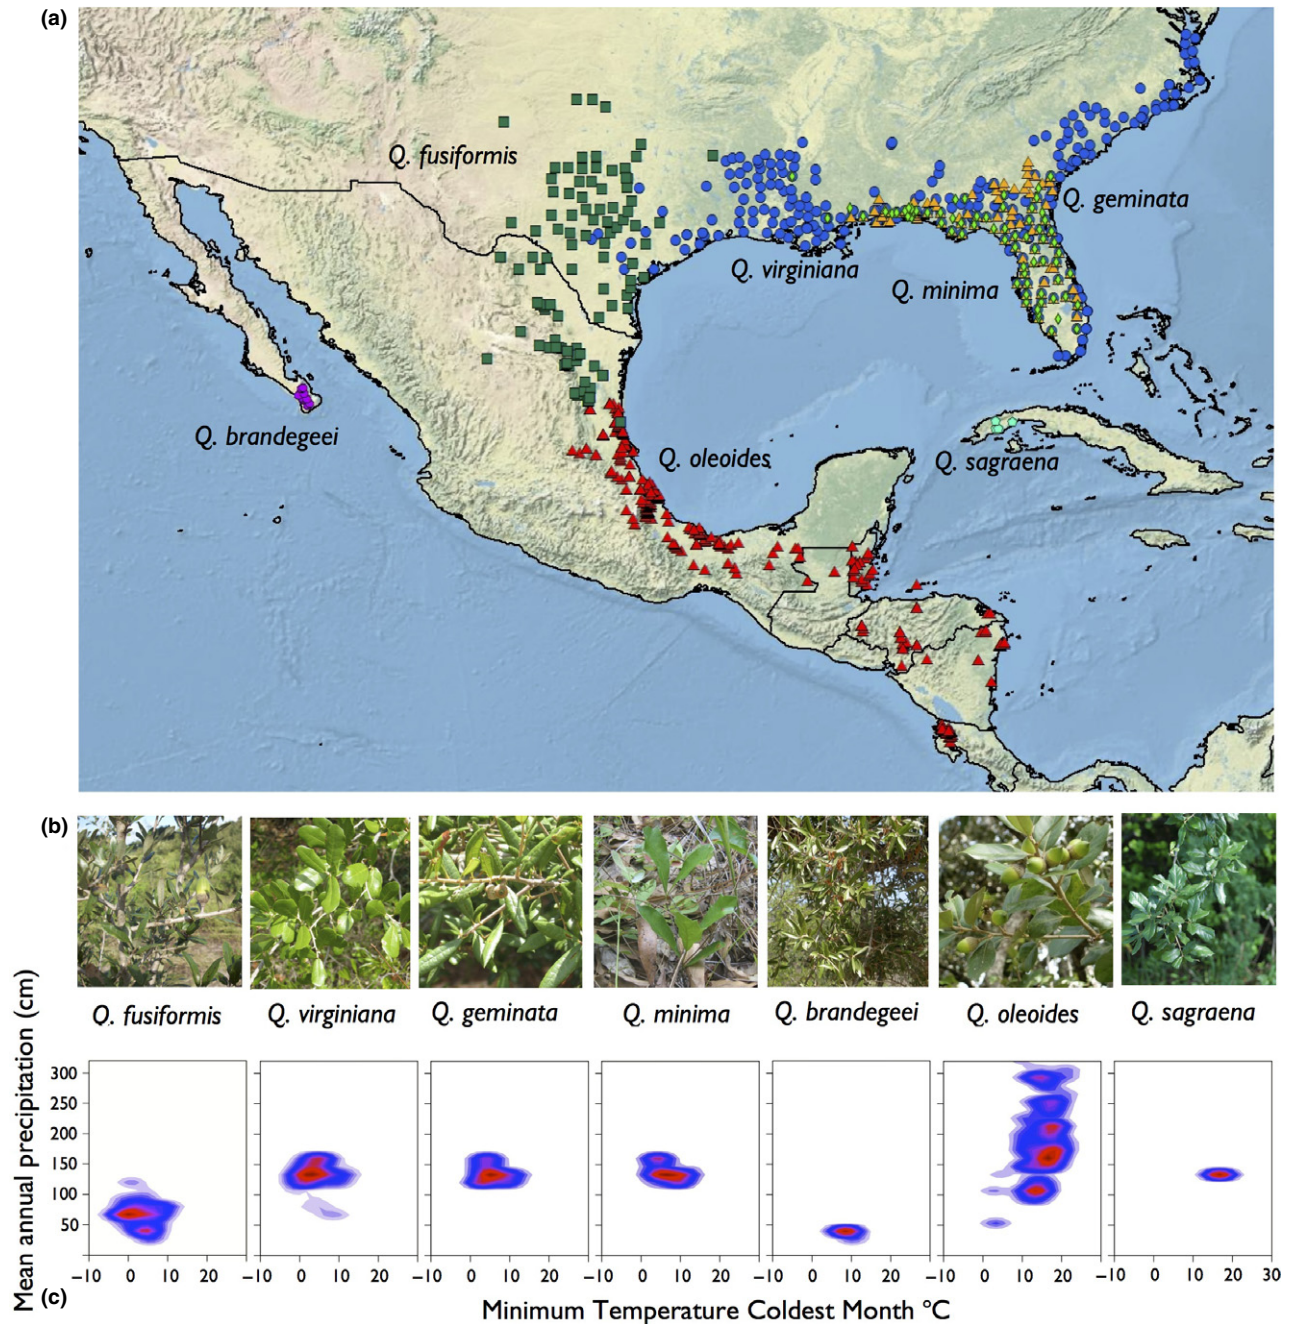 (a)
Q. fusiformis
Q. geminata
Q. virginiana
Q. minima
Q. brandegeei
Q. oleoides
Q. sagraena
(b)
Q. fusiformis Q. virginiana Q. geminata Q. minima Q. brandegeei Q. oleoides Q. sagraena
Mean annual precipitation (cm)
300
250
200
150
100
50
−10 0 10 20 −10 0 10 20 −10 0 10 20 −10 0 10 20 −10 0 10 20 −10 0 10 20 −10 0 10 20 30
(c)
Minimum Temperature Coldest Month °C